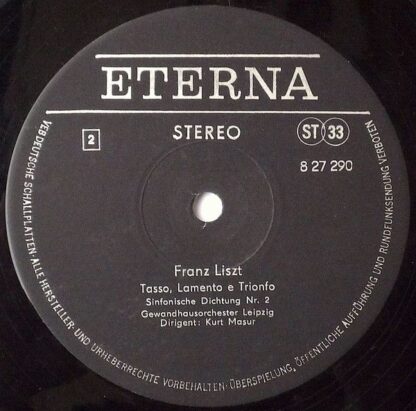 ETERNA
STEREO
ST 33
2
8 27 290
Franz Liszt
Tasso, Lamento e Trionfo
Sinfonische Dichtung Nr. 2
Gewandhausorchester Leipzig
Dirigent: Kurt Masur
VEB DEUTSCHE SCHALLPLATTEN · ALLE HERSTELLER- UND URHEBERRECHTE VORBEHALTEN · ÜBERSPIELUNG, ÖFFENTLICHE AUFFÜHRUNG UND RUNDFUNKSENDUNG VERBOTEN